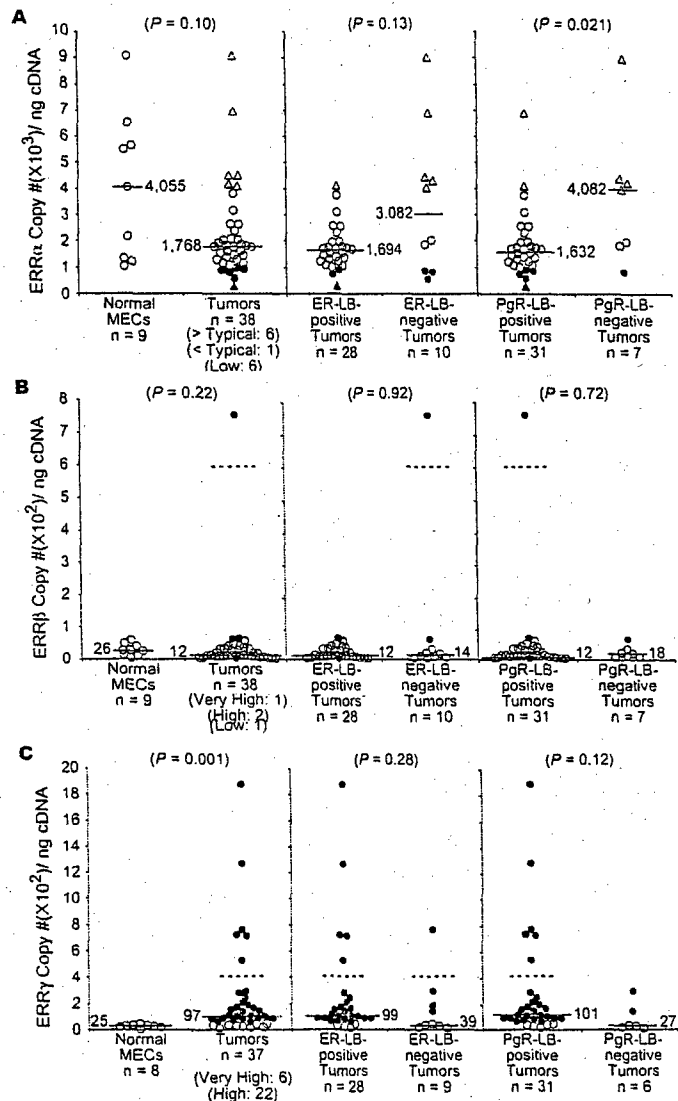 A
(P = 0.10) (P = 0.13) (P = 0.021)
ERRα Copy #(X10³)/ ng cDNA
10
9
8
7
6
5
4
3
2
1
0
4,055
1,768
1,694
3.082
1,632
4,082
Normal MECs n = 9
Tumors n = 38 (> Typical: 6) (< Typical: 1) (Low: 6)
ER-LB-positive Tumors n = 28
ER-LB-negative Tumors n = 10
PgR-LB-positive Tumors n = 31
PgR-LB-negative Tumors n = 7
B
(P = 0.22) (P = 0.92) (P = 0.72)
ERRβ Copy #(X10²)/ ng cDNA
8
7
6
5
4
3
2
1
0
26
12
12
14
12
18
Normal MECs n = 9
Tumors n = 38 (Very High: 1) (High: 2) (Low: 1)
ER-LB-positive Tumors n = 28
ER-LB-negative Tumors n = 10
PgR-LB-positive Tumors n = 31
PgR-LB-negative Tumors n = 7
C
(P = 0.001) (P = 0.28) (P = 0.12)
ERRγ Copy #(X10²)/ ng cDNA
20
18
16
14
12
10
8
6
4
2
0
25
97
99
39
101
27
Normal MECs n = 8
Tumors n = 37 (Very High: 6) (High: 22)
ER-LB-positive Tumors n = 28
ER-LB-negative Tumors n = 9
PgR-LB-positive Tumors n = 31
PgR-LB-negative Tumors n = 6